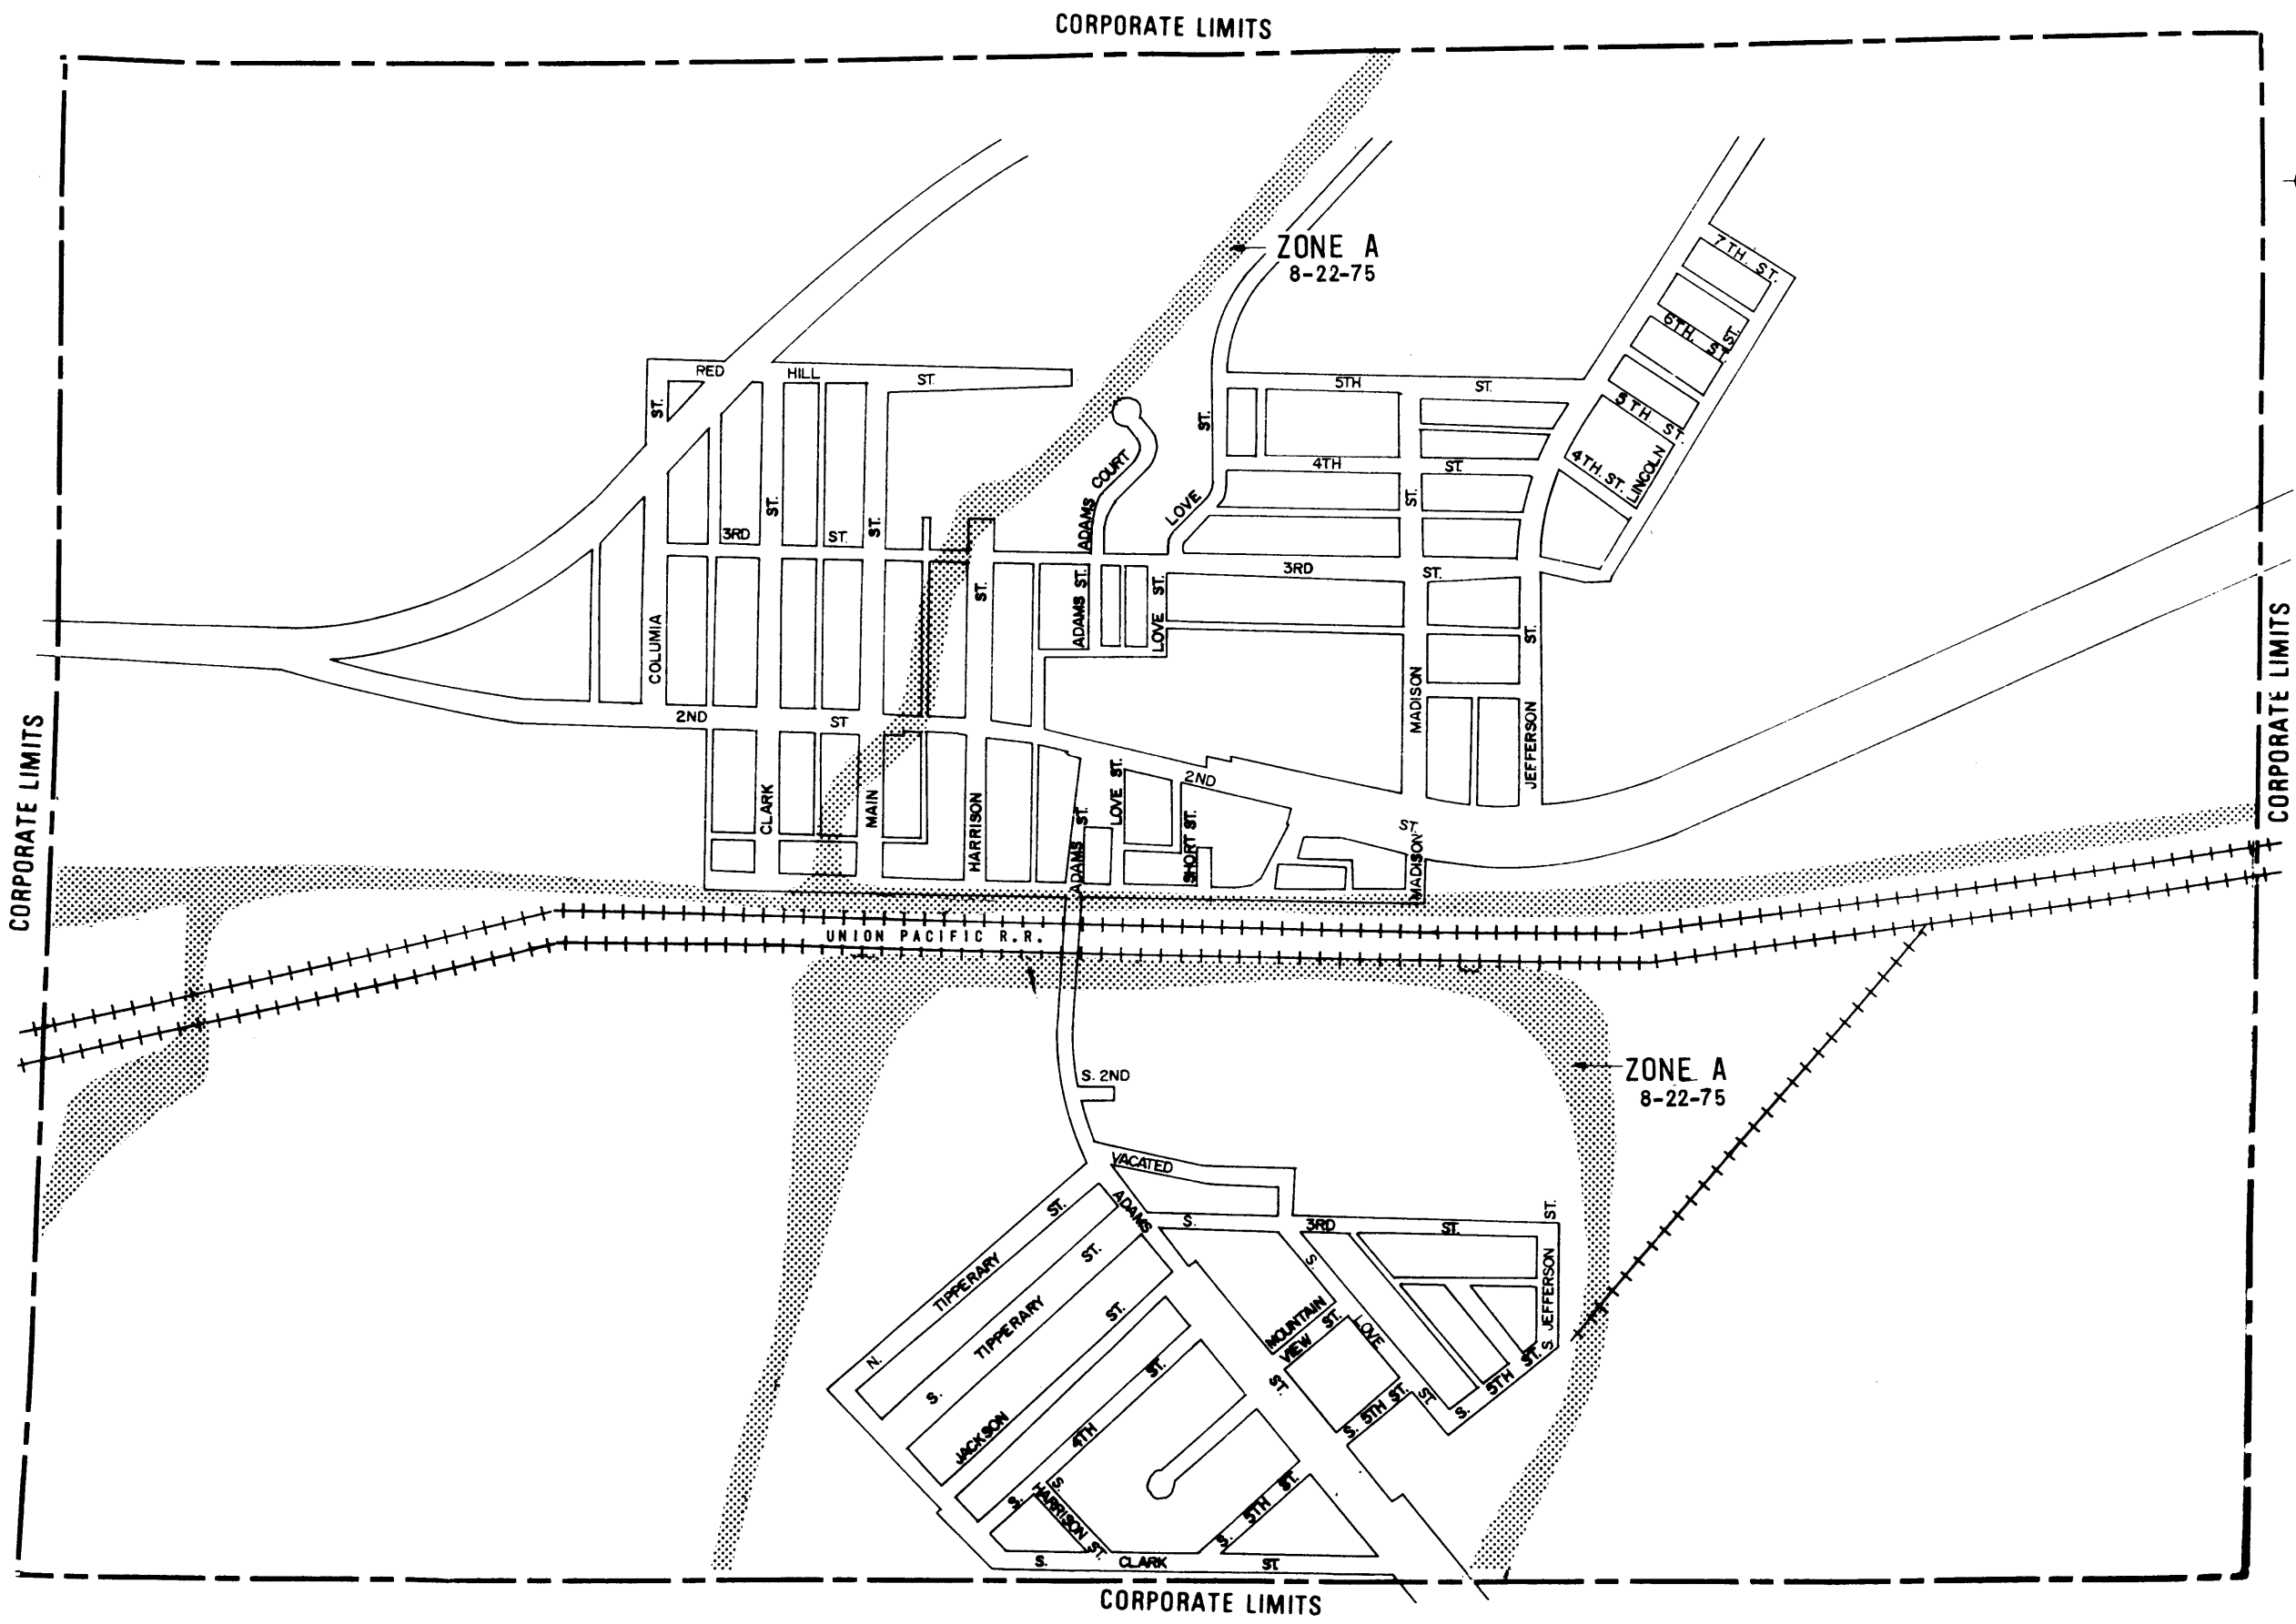 CORPORATE LIMITS
ZONE A
8-22-75
7TH. ST.
6TH. ST.
ST.
5TH ST.
4TH. ST.
LINCOLN
RED HILL ST.
ST.
5TH ST.
ST.
COURT
ADAMS
LOVE
4TH ST.
ST.
ST.
ST.
3RD ST.
ST.
ADAMS ST.
LOVE ST.
3RD ST.
COLUMIA
ST.
MADISON
JEFFERSON
2ND ST
2ND
ST.
CLARK
MAIN
HARRISON
ADAMS ST.
LOVE ST.
SHORT ST.
MADISON
CORPORATE LIMITS
CORPORATE LIMITS
UNION PACIFIC R.R.
ZONE A
8-22-75
S. 2ND
VACATED
ADAMS
ST.
N. TIPPERARY ST.
S. TIPPERARY ST.
JACKSON ST.
S. 4TH ST.
S. HARRISON ST.
S. 3RD ST.
S. LOVE ST.
MOUNTAIN
VIEW ST.
S. JEFFERSON ST.
S. 5TH ST.
S. 5TH ST.
S. 5TH ST.
S. CLARK ST.
CORPORATE LIMITS